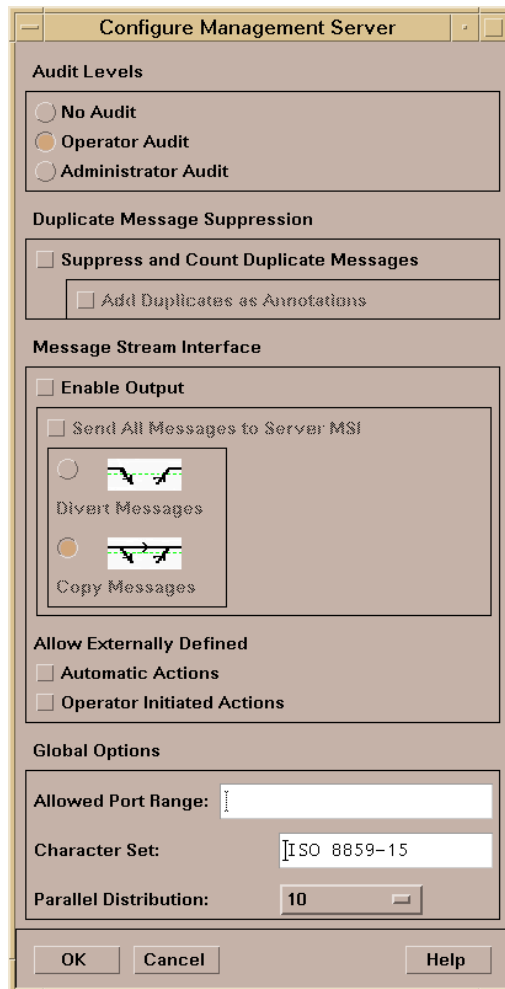 Configure Management Server
Audit Levels
No Audit
Operator Audit
Administrator Audit
Duplicate Message Suppression
Suppress and Count Duplicate Messages
Add Duplicates as Annotations
Message Stream Interface
Enable Output
Send All Messages to Server MSI
Divert Messages
Copy Messages
Allow Externally Defined
Automatic Actions
Operator Initiated Actions
Global Options
Allowed Port Range:
Character Set: ISO 8859-15
Parallel Distribution: 10
OK Cancel Help